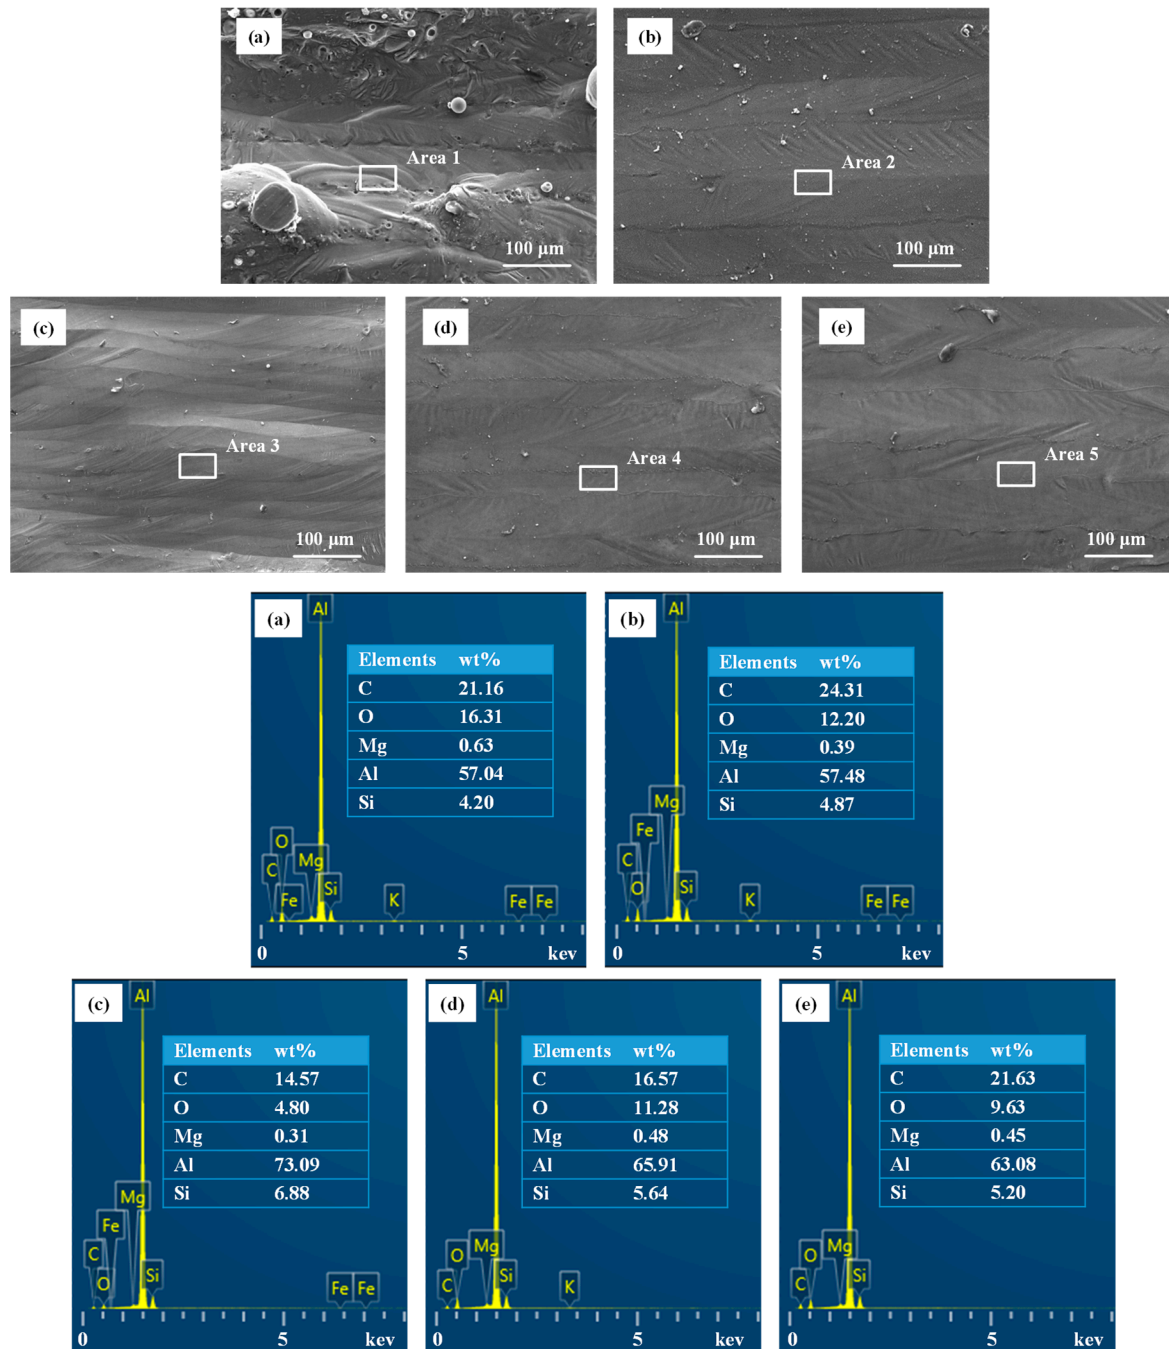 (a)
Area 1
100 μm
(b)
Area 2
100 μm
(c)
Area 3
100 μm
(d)
Area 4
100 μm
(e)
Area 5
100 μm
(a)
Al
Elements wt%
C 21.16
O 16.31
Mg 0.63
Al 57.04
Si 4.20
O
C
Mg
Fe
Si
K
Fe
Fe
0 5 kev
(b)
Al
Elements wt%
C 24.31
O 12.20
Mg 0.39
Al 57.48
Si 4.87
Mg
Fe
C
O
Si
K
Fe
Fe
0 5 kev
(c)
Al
Elements wt%
C 14.57
O 4.80
Mg 0.31
Al 73.09
Si 6.88
Mg
Fe
C
O
Si
Fe
Fe
0 5 kev
(d)
Al
Elements wt%
C 16.57
O 11.28
Mg 0.48
Al 65.91
Si 5.64
O
Mg
C
Si
K
0 5 kev
(e)
Al
Elements wt%
C 21.63
O 9.63
Mg 0.45
Al 63.08
Si 5.20
O
Mg
C
Si
0 5 kev